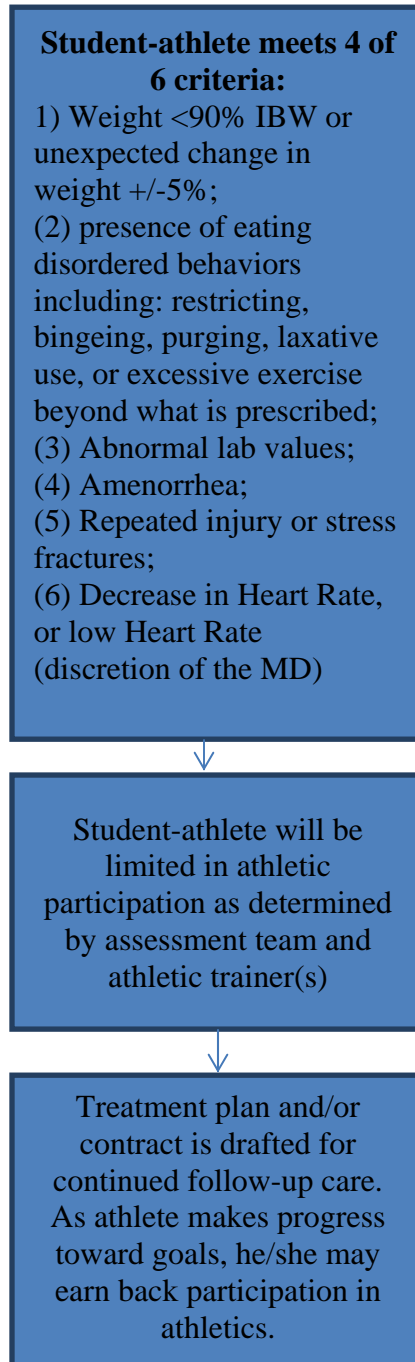 Student-athlete meets 4 of
6 criteria:
1) Weight <90% IBW or
unexpected change in
weight +/-5%;
(2) presence of eating
disordered behaviors
including: restricting,
bingeing, purging, laxative
use, or excessive exercise
beyond what is prescribed;
(3) Abnormal lab values;
(4) Amenorrhea;
(5) Repeated injury or stress
fractures;
(6) Decrease in Heart Rate,
or low Heart Rate
(discretion of the MD)
Student-athlete will be
limited in athletic
participation as determined
by assessment team and
athletic trainer(s)
Treatment plan and/or
contract is drafted for
continued follow-up care.
As athlete makes progress
toward goals, he/she may
earn back participation in
athletics.